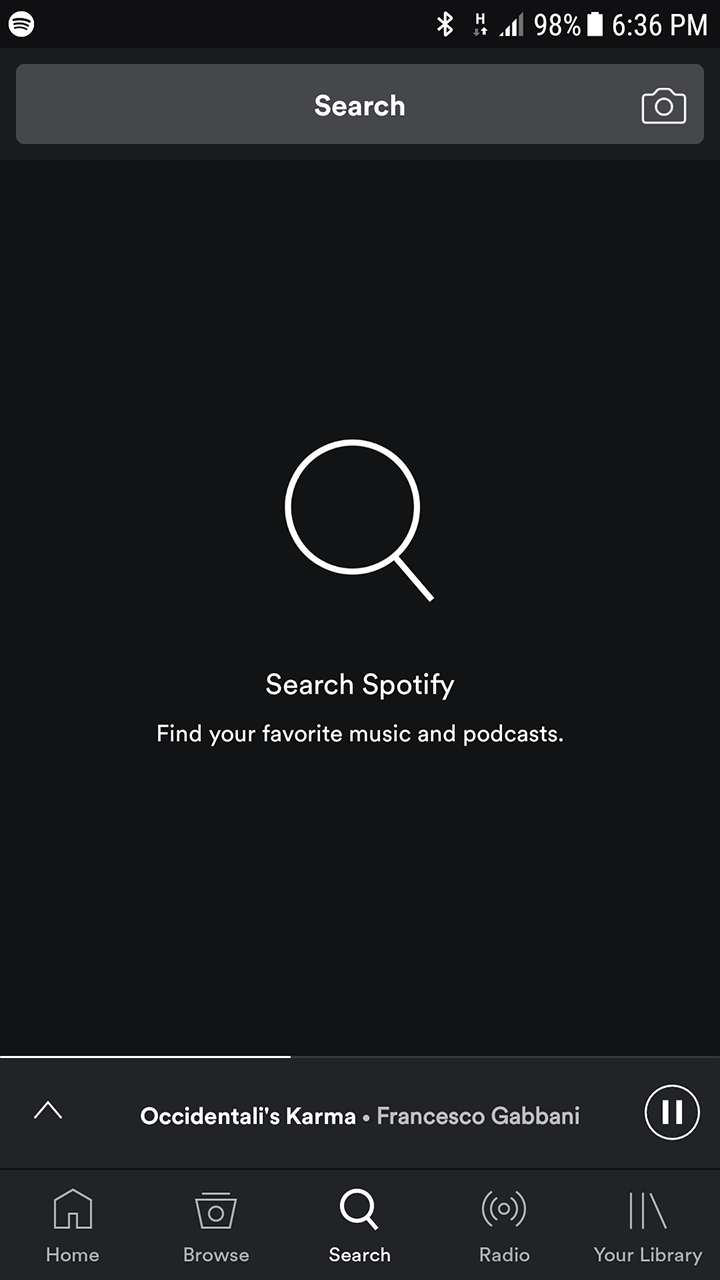 H 98% 6:36 PM
Search
Search Spotify
Find your favorite music and podcasts.
Occidentali's Karma • Francesco Gabbani
Home Browse Search Radio Your Library